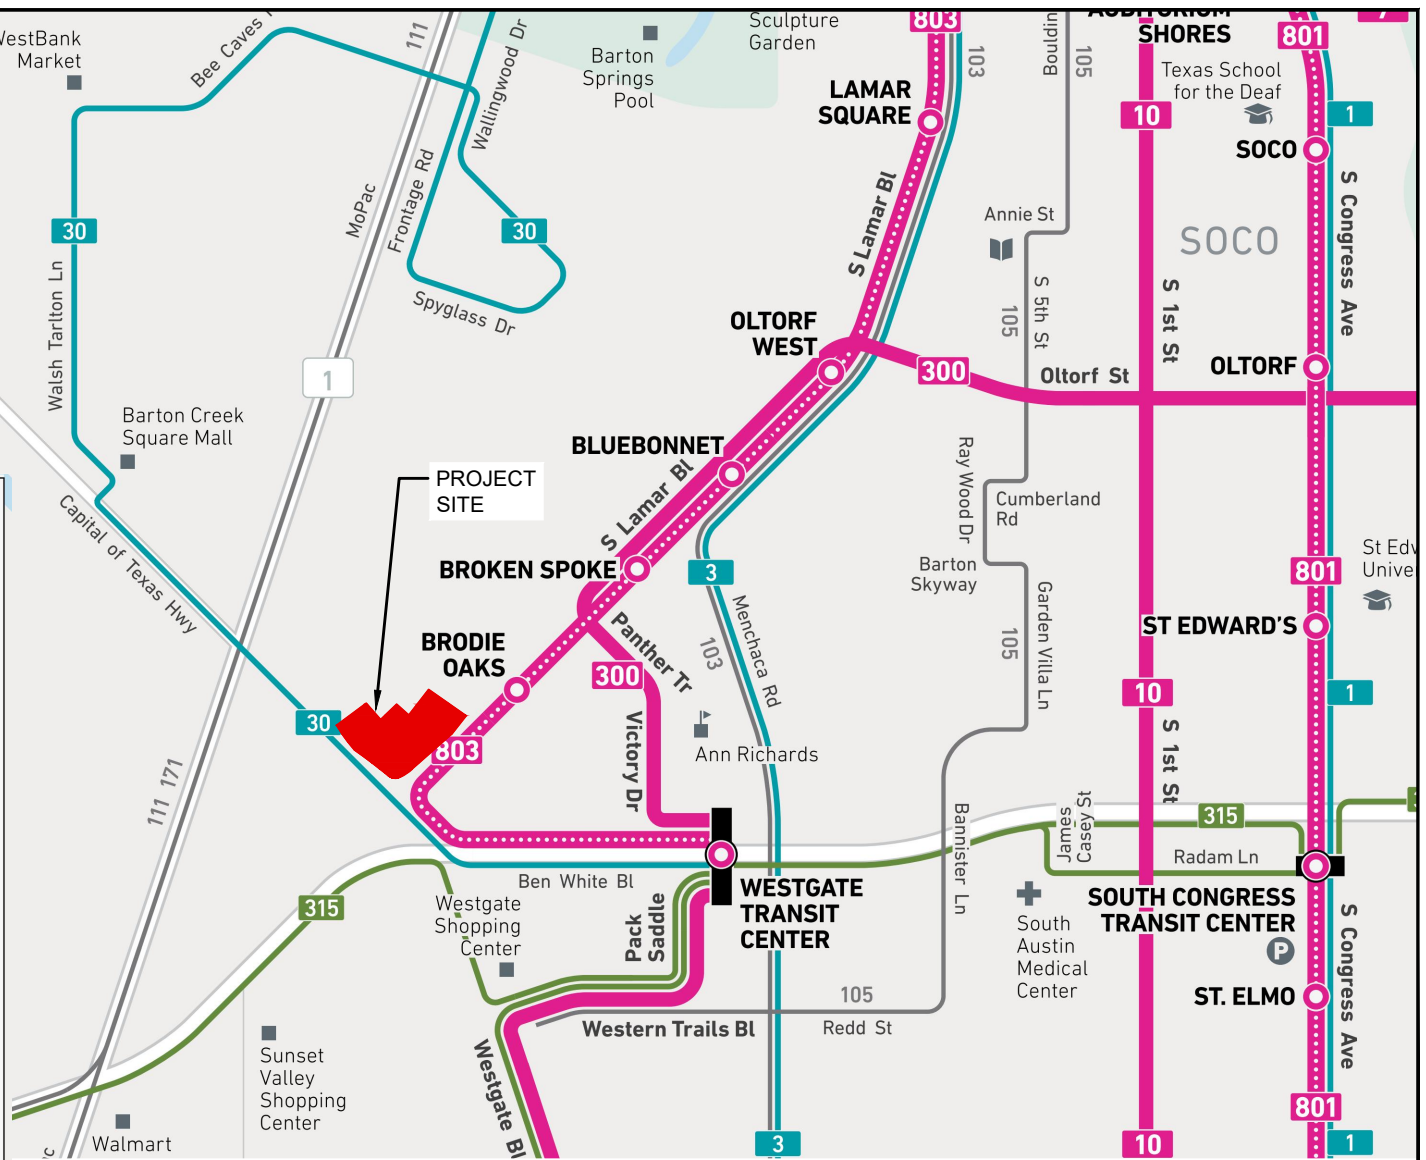 WestBank
Market
Bee Caves
111
Wallingwood Dr
Barton
Springs
Pool
Sculpture
Garden
803
103
LAMAR
SQUARE
105
AUDITORIUM
SHORES
801
Texas School
for the Deaf
10
1
SOCO
30
30
MoPac
Frontage Rd
Spyglass Dr
Walsh Tarlton Ln
S Lamar Bl
Annie St
SOCO
S Congress Ave
S 5th St
105
S 1st St
OLTORF
WEST
300
Oltorf St
OLTORF
1
Barton Creek
Square Mall
BLUEBONNET
S Lamar Bl
PROJECT
SITE
Capital of Texas Hwy
Ray Wood Dr
Cumberland
Rd
Barton
Skyway
BROKEN SPOKE
3
Menchaca Rd
103
801
St Edw
Univer
Garden Villa Ln
105
ST EDWARD'S
BRODIE
OAKS
Panther Tr
300
10
1
30
803
Victory Dr
Ann Richards
S 1st St
111 171
Bannister Ln
James
Casey St
315
Radam Ln
Ben White Bl
315
Westgate
Shopping
Center
Pack
Saddle
WESTGATE
TRANSIT
CENTER
South
Austin
Medical
Center
SOUTH CONGRESS
TRANSIT CENTER
P
S Congress Ave
ST. ELMO
105
Western Trails Bl
Redd St
Sunset
Valley
Shopping
Center
Westgate Bl
Walmart
3
10
801
1